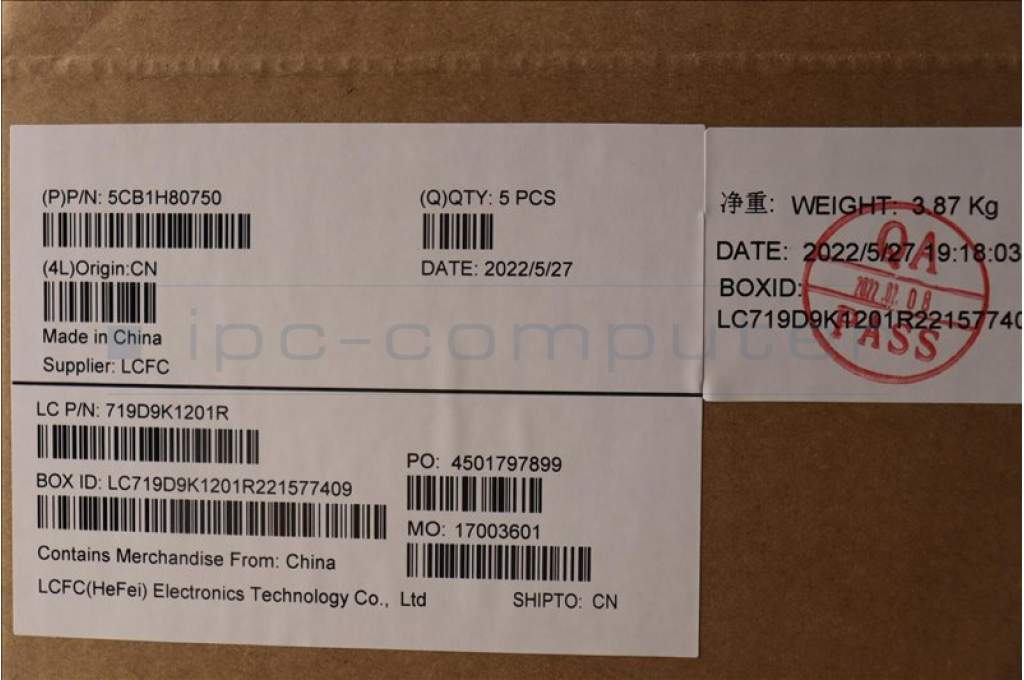 (P)P/N: 5CB1H80750
(Q)QTY: 5 PCS
(4L)Origin:CN
DATE: 2022/5/27
Made in China
Supplier: LCFC
LC P/N: 719D9K1201R
PO: 4501797899
BOX ID: LC719D9K1201R221577409
MO: 17003601
Contains Merchandise From: China
LCFC(HeFei) Electronics Technology Co., Ltd
SHIPTO: CN
净重: WEIGHT: 3.87 Kg
DATE: 2022/5/27 19:18:03
BOXID:
LC719D9K1201R22157740
QA
PASS
ipc-computer